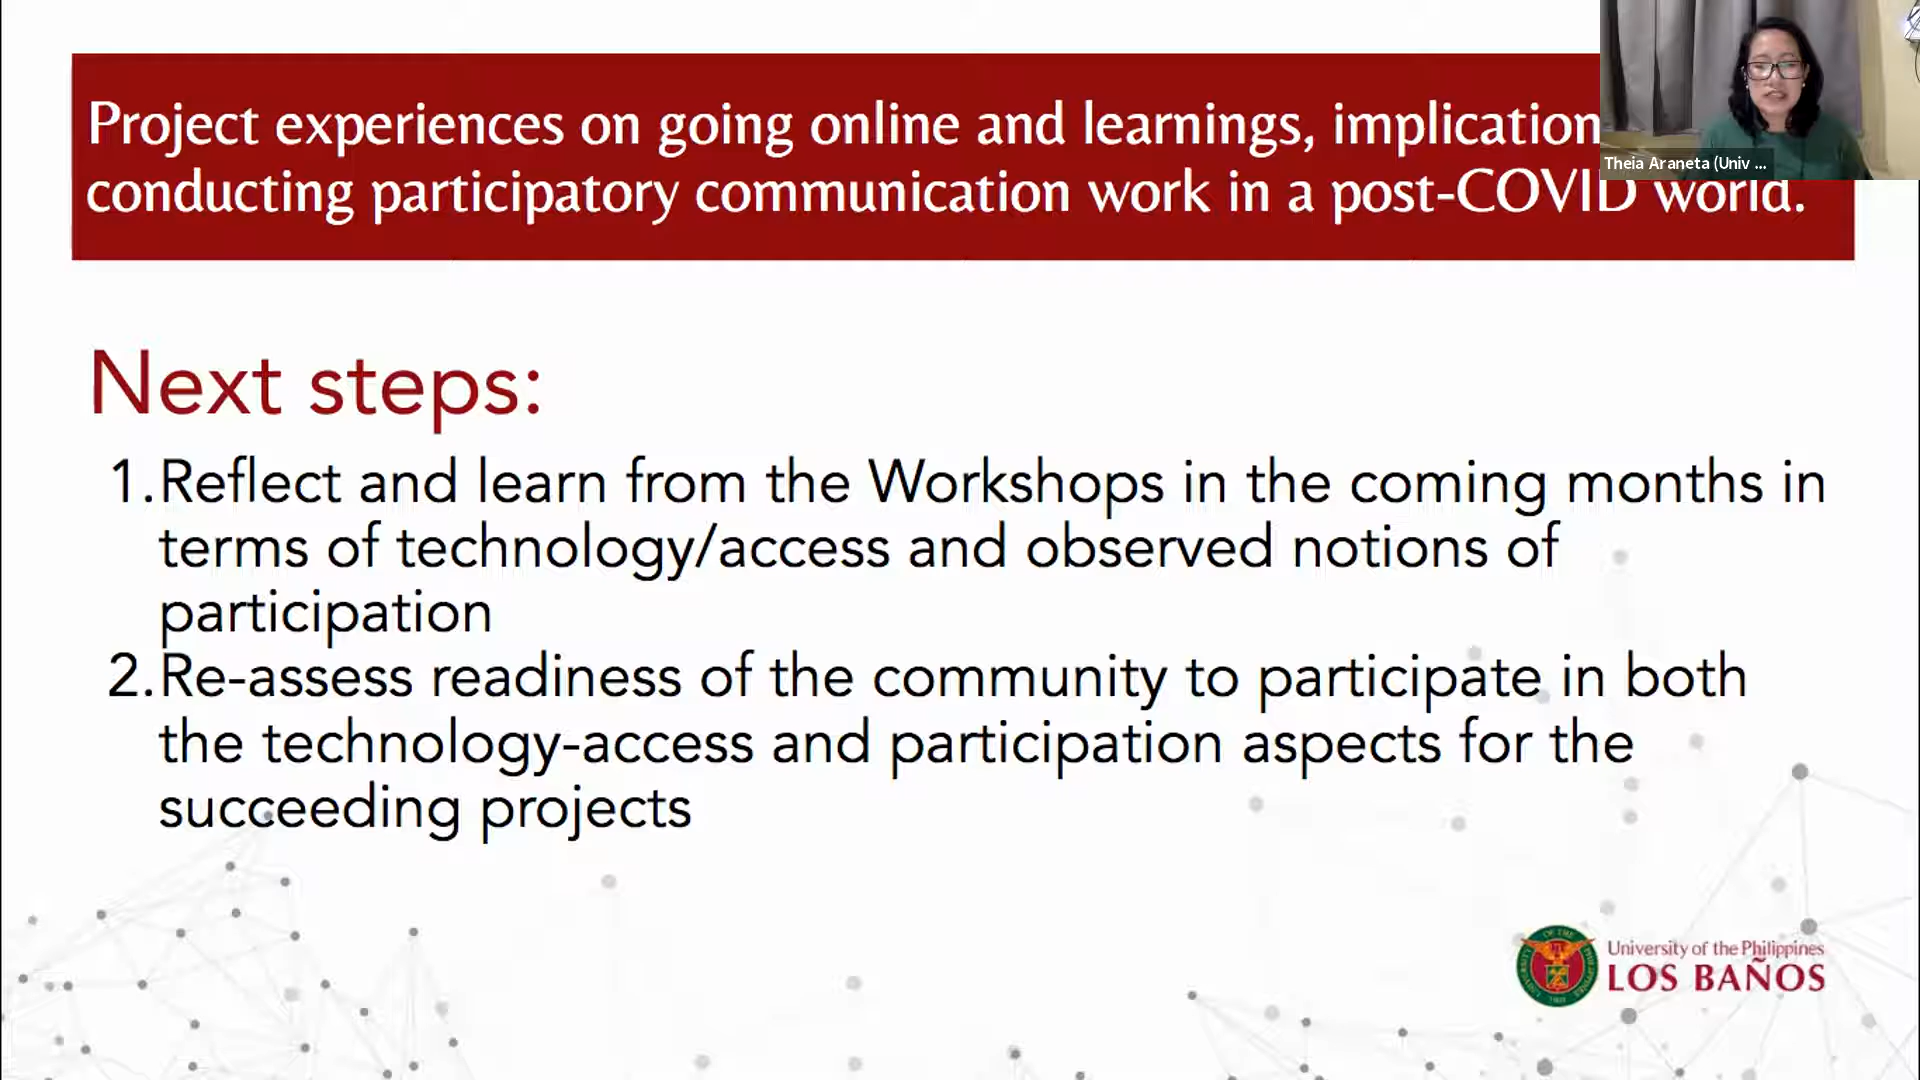 Project experiences on going online and learnings, implication
conducting participatory communication work in a post-COVID world.
Theia Araneta (Univ ...
Next steps:
1.Reflect and learn from the Workshops in the coming months in
terms of technology/access and observed notions of
participation
2.Re-assess readiness of the community to participate in both
the technology-access and participation aspects for the
succeeding projects
University of the Philippines
LOS BAÑOS